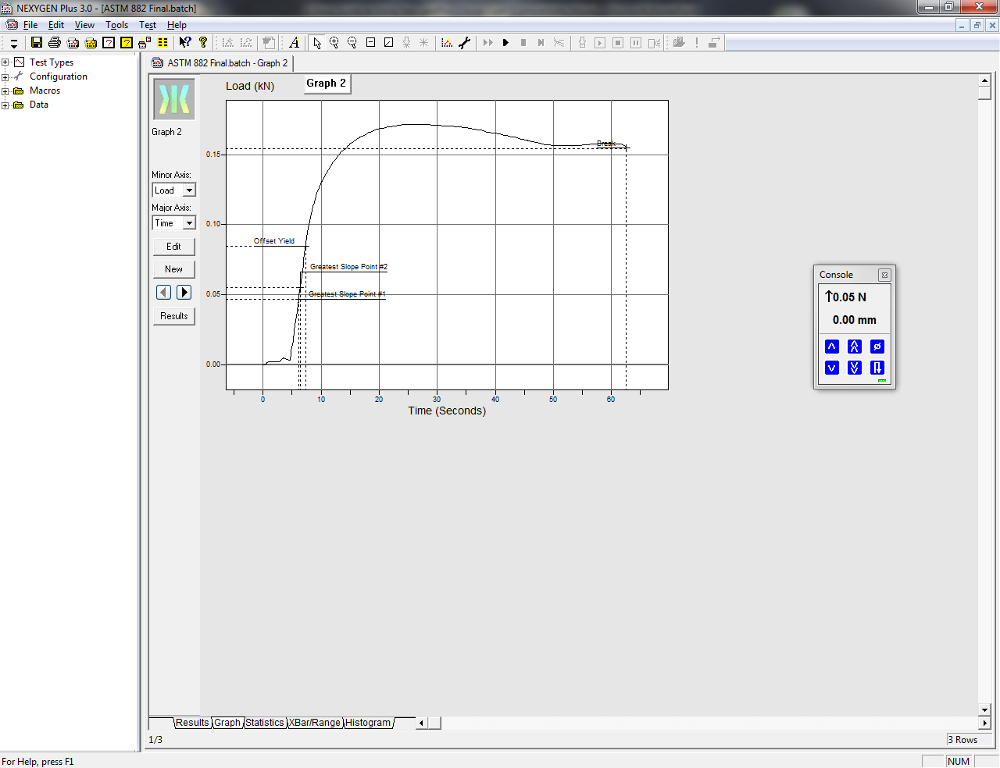 NEXYGEN Plus 3.0 - [ASTM 882 Final.batch]
File Edit View Tools Test Help
Test Types
Configuration
Macros
Data
ASTM 882 Final.batch - Graph 2
Graph 2
Minor Axis:
Load
Major Axis:
Time
Edit
New
Results
Load (kN)
Graph 2
0.15
0.10
0.05
0.00
Break
Offset Yield
Greatest Slope Point #2
Greatest Slope Point #1
0 10 20 30 40 50 60
Time (Seconds)
Console
0.05 N
0.00 mm
Results Graph Statistics XBar/Range Histogram
1/3
3 Rows
For Help, press F1
NUM